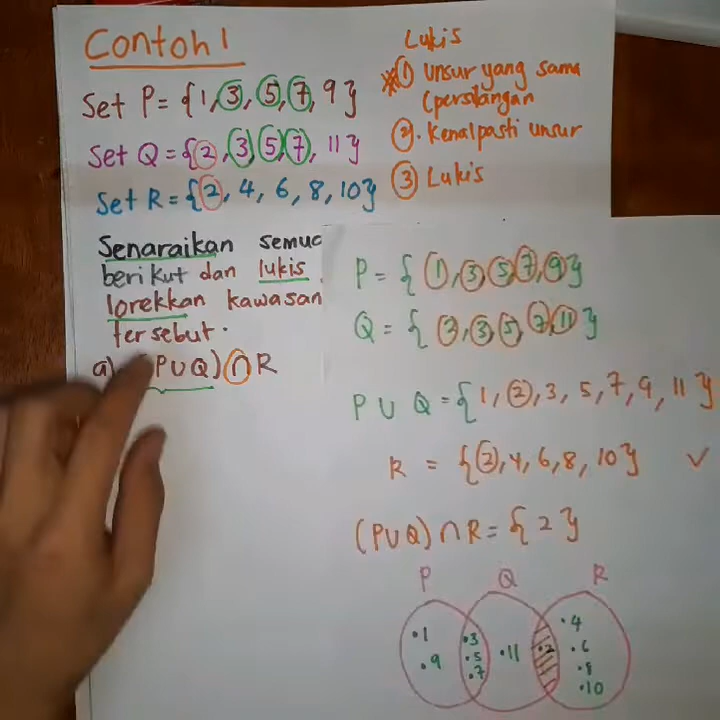 Contoh 1
Set P = {1, 3, 5, 7, 9}
Set Q = {2, 3, 5, 7, 11}
Set R = {2, 4, 6, 8, 10}
Senaraikan semua
berikut dan lukis
lorekkan kawasan
tersebut.
a) (P ∪ Q) ∩ R
Lukis
* ① unsur yang sama
(persilangan
②. Kenalpasti unsur
③ Lukis
P = { 1, 3, 5, 7, 9 }
Q = { 2, 3, 5, 7, 11 }
P ∪ Q = { 1, 2, 3, 5, 7, 9, 11 }
R = { 2, 4, 6, 8, 10 } ✓
(P ∪ Q) ∩ R = { 2 }
P Q R
•1 •9
•3 •5 •7
•11
•2
•4 •6 •8 •10